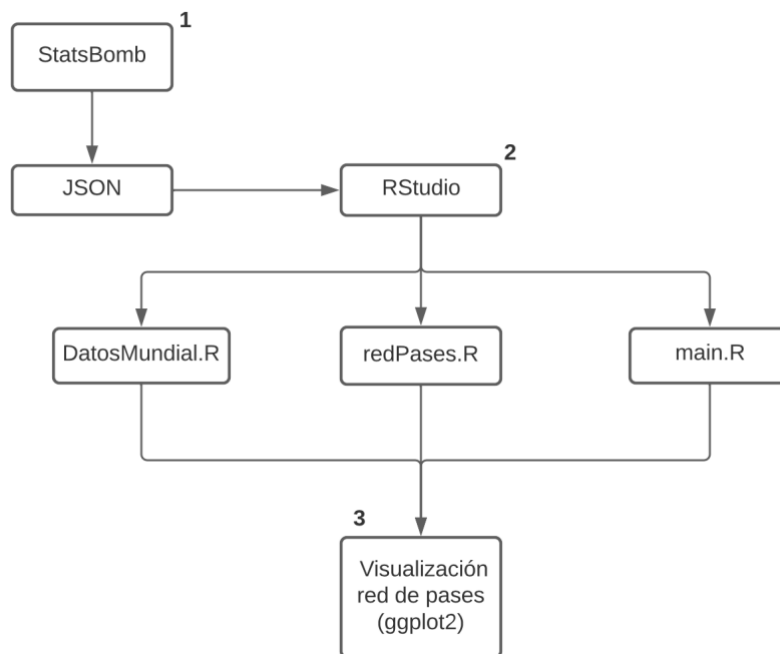 1
StatsBomb
2
JSON
RStudio
DatosMundial.R
redPases.R
main.R
3
Visualización
red de pases
(ggplot2)